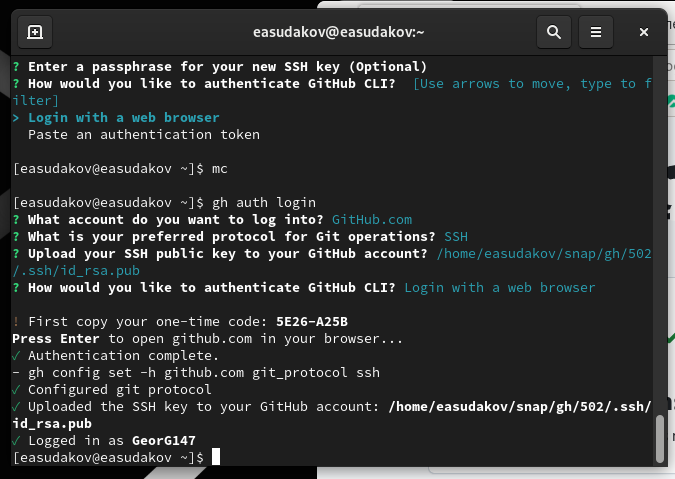 easudakov@easudakov:~
? Enter a passphrase for your new SSH key (Optional)
? How would you like to authenticate GitHub CLI?  [Use arrows to move, type to f
ilter]
> Login with a web browser
  Paste an authentication token
[easudakov@easudakov ~]$ mc
[easudakov@easudakov ~]$ gh auth login
? What account do you want to log into? GitHub.com
? What is your preferred protocol for Git operations? SSH
? Upload your SSH public key to your GitHub account? /home/easudakov/snap/gh/502
/.ssh/id_rsa.pub
? How would you like to authenticate GitHub CLI? Login with a web browser
! First copy your one-time code: 5E26-A25B
Press Enter to open github.com in your browser...
✓ Authentication complete.
- gh config set -h github.com git_protocol ssh
✓ Configured git protocol
✓ Uploaded the SSH key to your GitHub account: /home/easudakov/snap/gh/502/.ssh/
id_rsa.pub
✓ Logged in as GeorG147
[easudakov@easudakov ~]$